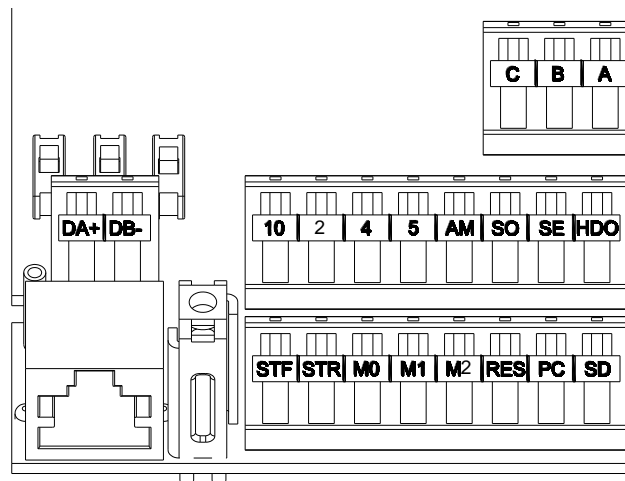 C B A
DA+ DB-
10 2 4 5 AM SO SE HDO
STF STR M0 M1 M2 RES PC SD